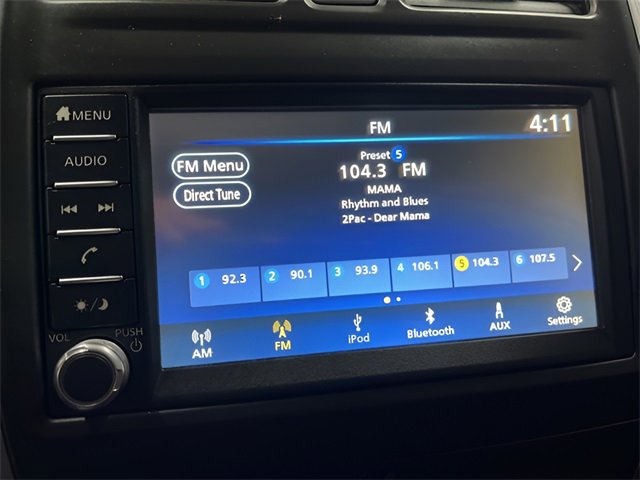 MENU
AUDIO
VOL
PUSH
FM
4:11
FM Menu
Direct Tune
Preset 5
104.3 FM
MAMA
Rhythm and Blues
2Pac - Dear Mama
1 92.3
2 90.1
3 93.9
4 106.1
5 104.3
6 107.5
AM
FM
iPod
Bluetooth
AUX
Settings